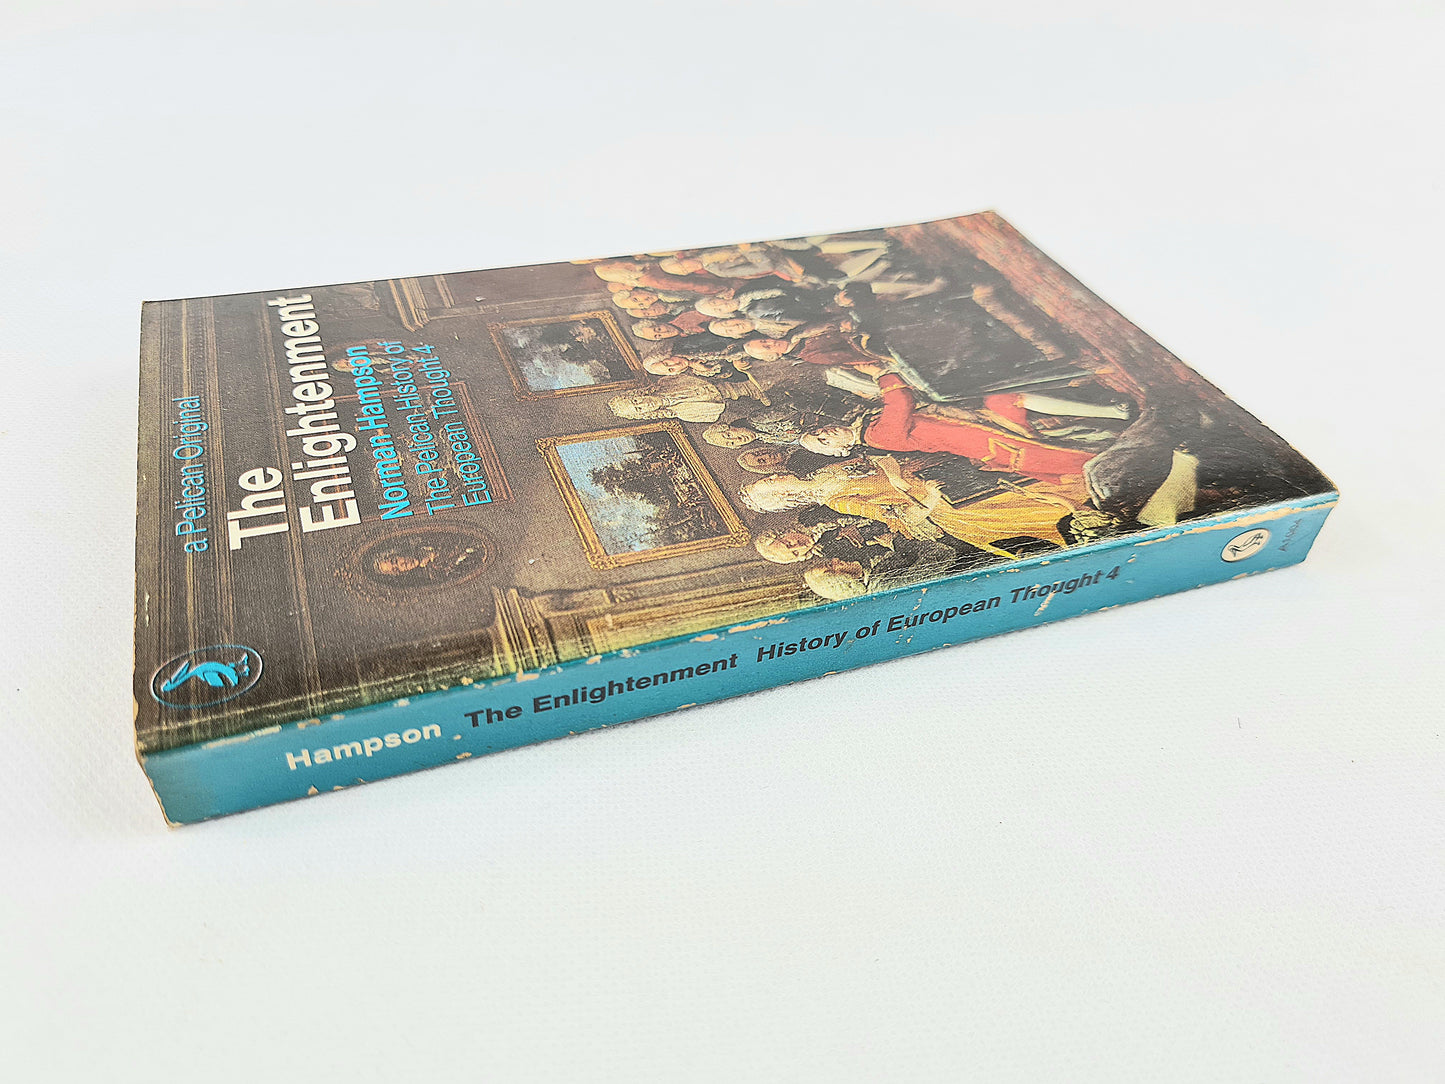 a Pelican Original
The
Enlightenment
Norman Hampson
The Pelican History of
European Thought 4
Hampson The Enlightenment History of European Thought 4